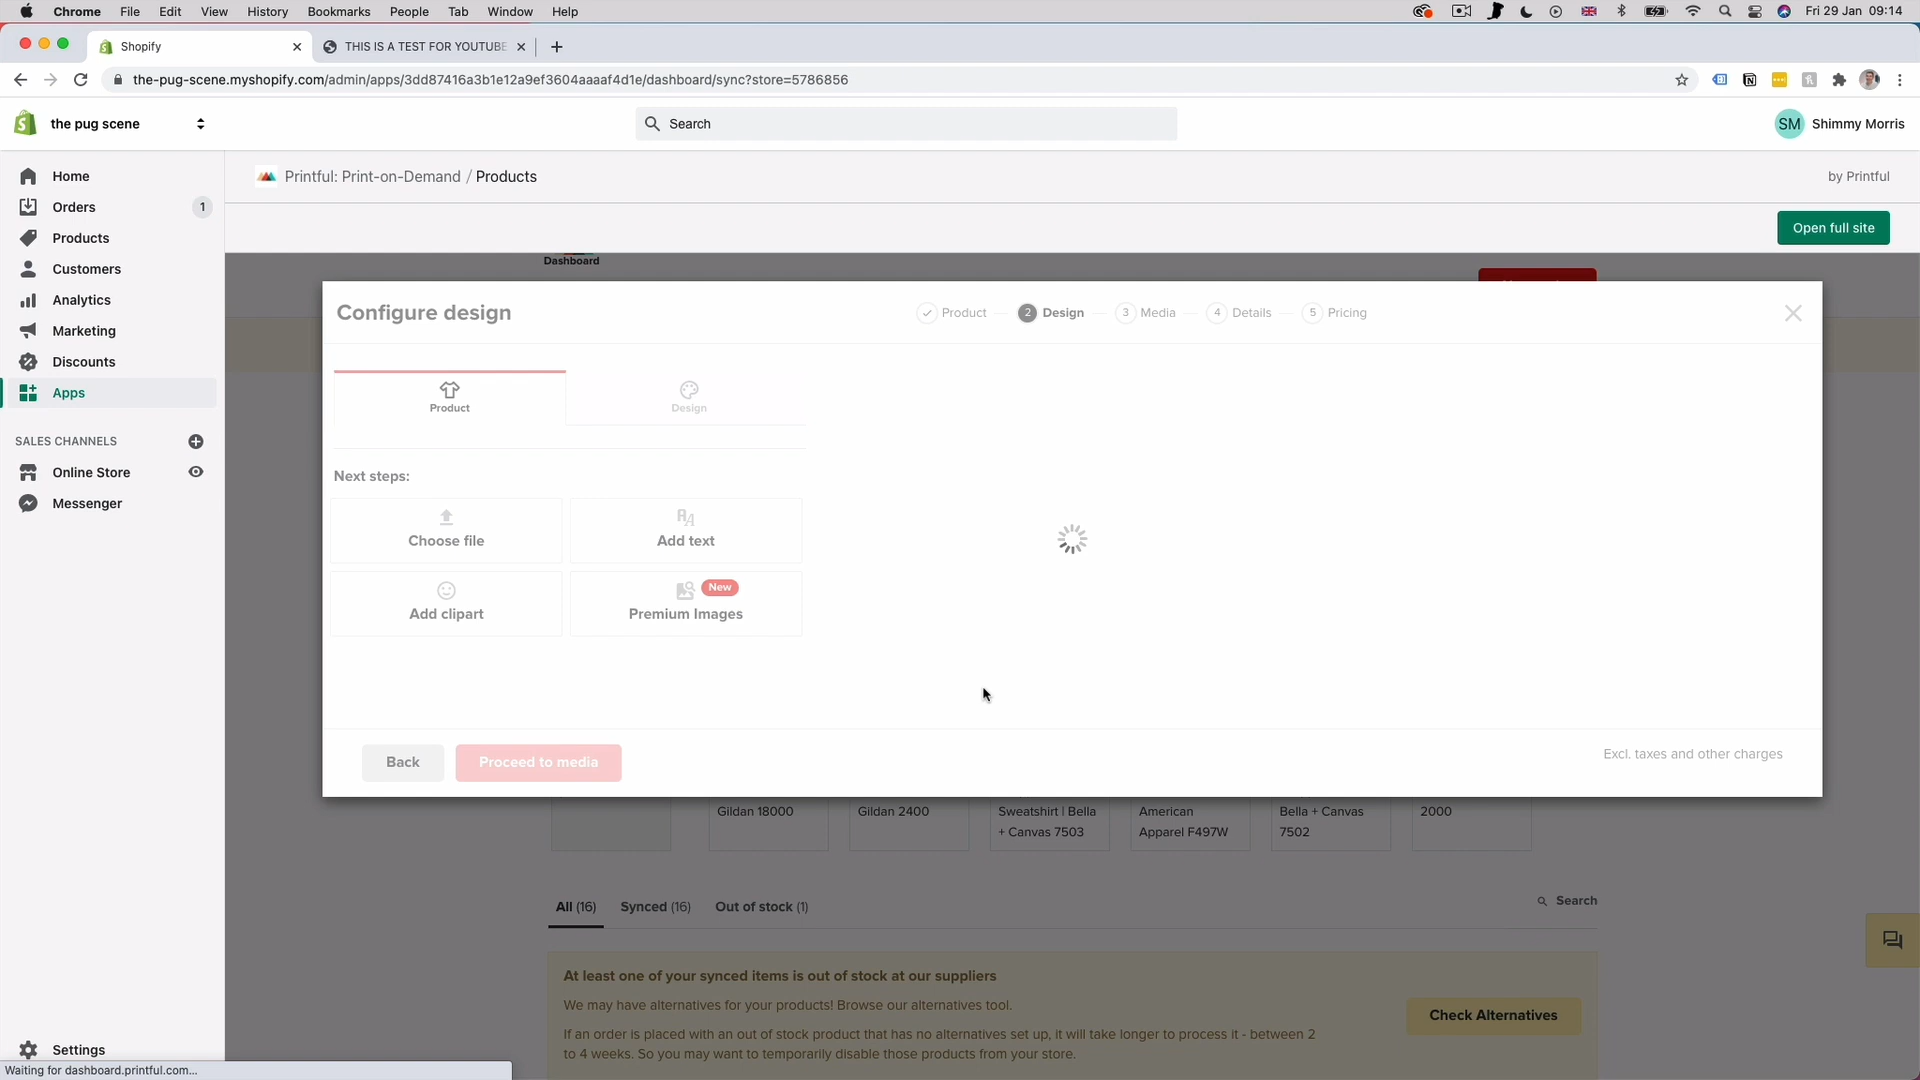 Chrome File Edit View History Bookmarks People Tab Window Help
Fri 29 Jan 09:14
Shopify
THIS IS A TEST FOR YOUTUBE
the-pug-scene.myshopify.com/admin/apps/3dd87416a3b1e12a9ef3604aaaaf4d1e/dashboard/sync?store=5786856
the pug scene
Search
SM Shimmy Morris
Home
Orders 1
Products
Customers
Analytics
Marketing
Discounts
Apps
SALES CHANNELS
Online Store
Messenger
Settings
Waiting for dashboard.printful.com...
Printful: Print-on-Demand / Products
by Printful
Open full site
Dashboard
Configure design
Product
2 Design
3 Media
4 Details
5 Pricing
Product
Design
Next steps:
Choose file
Add text
Add clipart
New
Premium Images
Back
Proceed to media
Excl. taxes and other charges
Gildan 18000
Gildan 2400
Sweatshirt | Bella
+ Canvas 7503
American
Apparel F497W
Bella + Canvas
7502
2000
All (16)
Synced (16)
Out of stock (1)
Search
At least one of your synced items is out of stock at our suppliers
We may have alternatives for your products! Browse our alternatives tool.
If an order is placed with an out of stock product that has no alternatives set up, it will take longer to process it - between 2
to 4 weeks. So you may want to temporarily disable those products from your store.
Check Alternatives